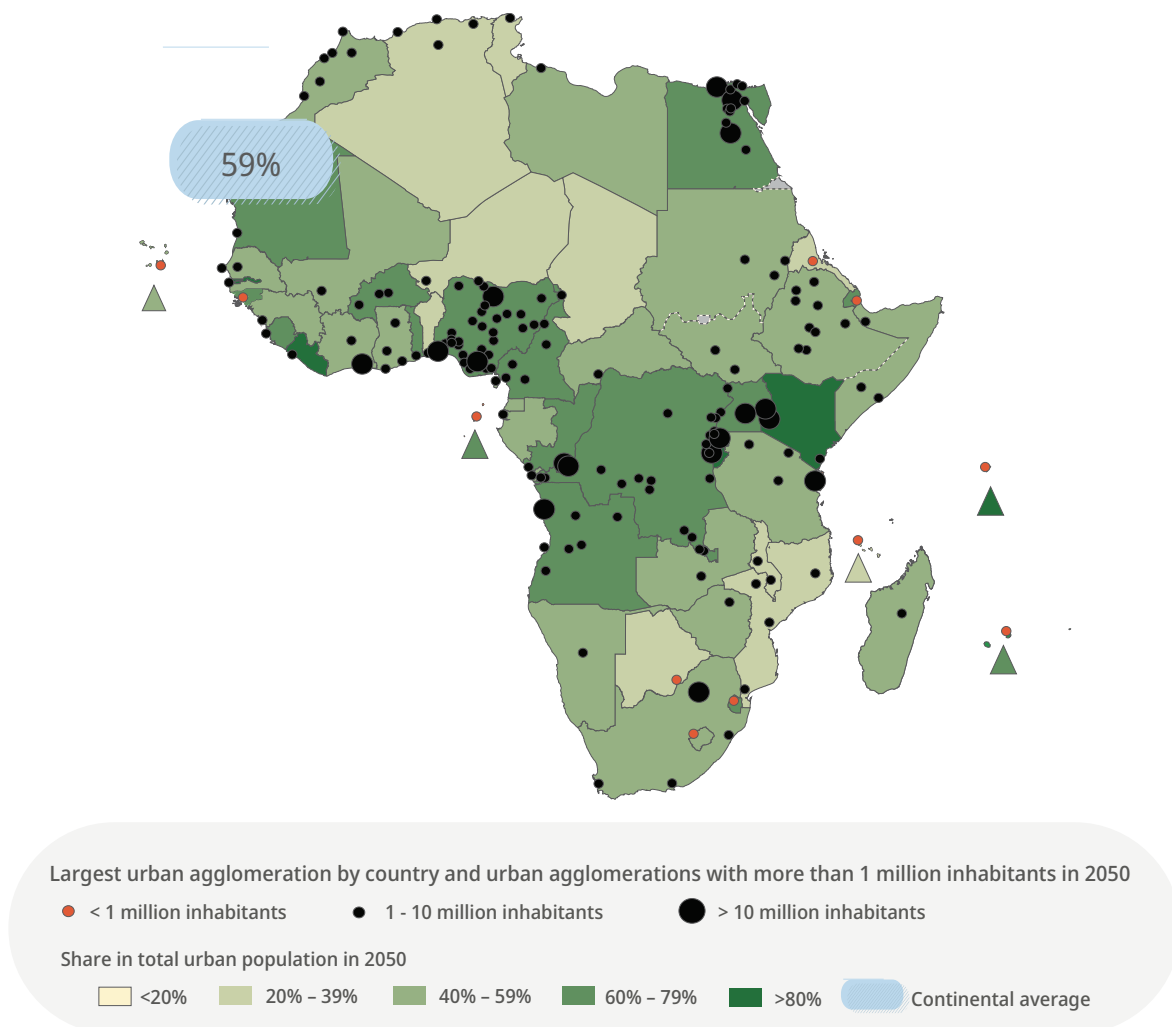 59%
Largest urban agglomeration by country and urban agglomerations with more than 1 million inhabitants in 2050
< 1 million inhabitants
1 - 10 million inhabitants
> 10 million inhabitants
Share in total urban population in 2050
<20%
20% – 39%
40% – 59%
60% – 79%
>80%
Continental average